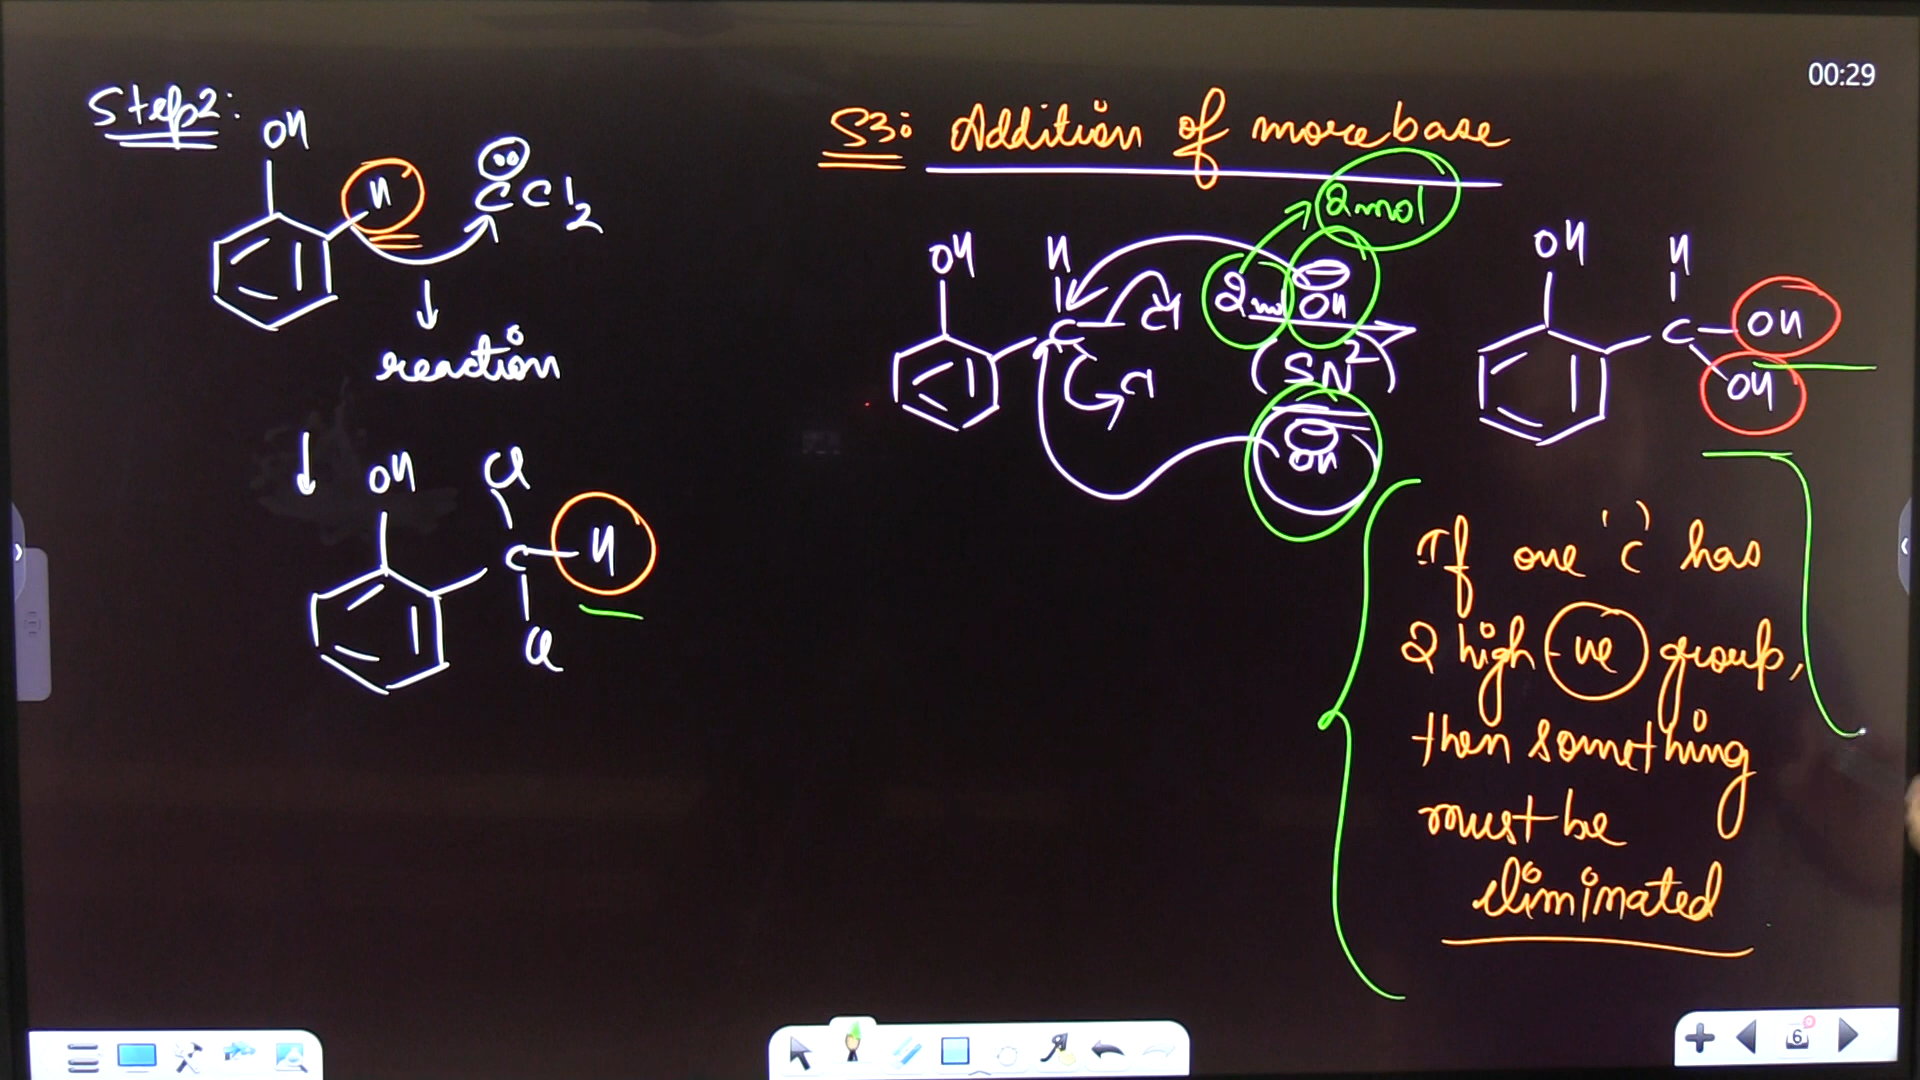 00:29
Step2:
OH
H
:CCl2
reaction
OH
Cl
C-H
Cl
S3: Addition of more base
2mol
OH
H
C-Cl
Cl
2mol
⊖
OH
(SN2)
⊖
OH
OH
H
C-OH
OH
If one 'c' has
2 high -ve group,
then something
must be
eliminated
6